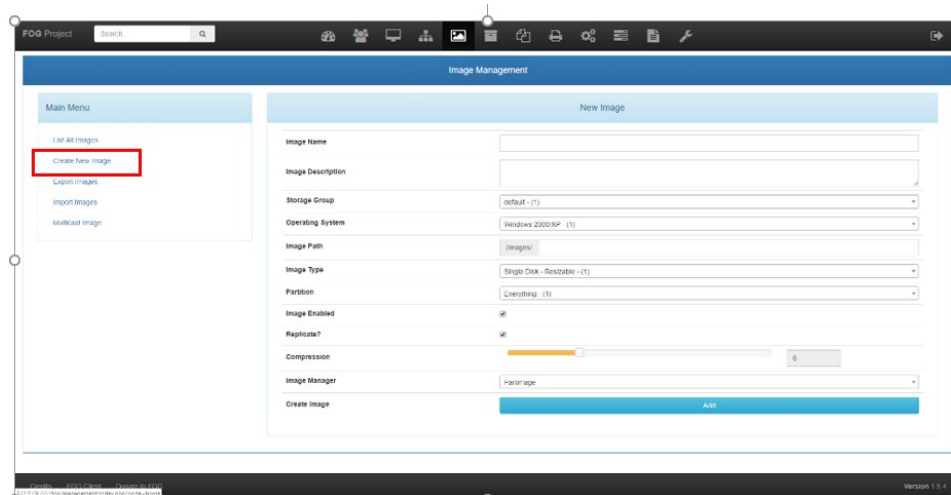 FOG Project Search...
Image Management
Main Menu
List All Images
Create New Image
Export Images
Import Images
Multicast Image
New Image
Image Name
Image Description
Storage Group default - (1)
Operating System Windows 2000/XP - (1)
Image Path /images/
Image Type Single Disk - Resizable - (1)
Partition Everything - (1)
Image Enabled
Replicate?
Compression 6
Image Manager Partimage
Create Image Add
Credits FOG Client Donate to FOG Version 1.5.4